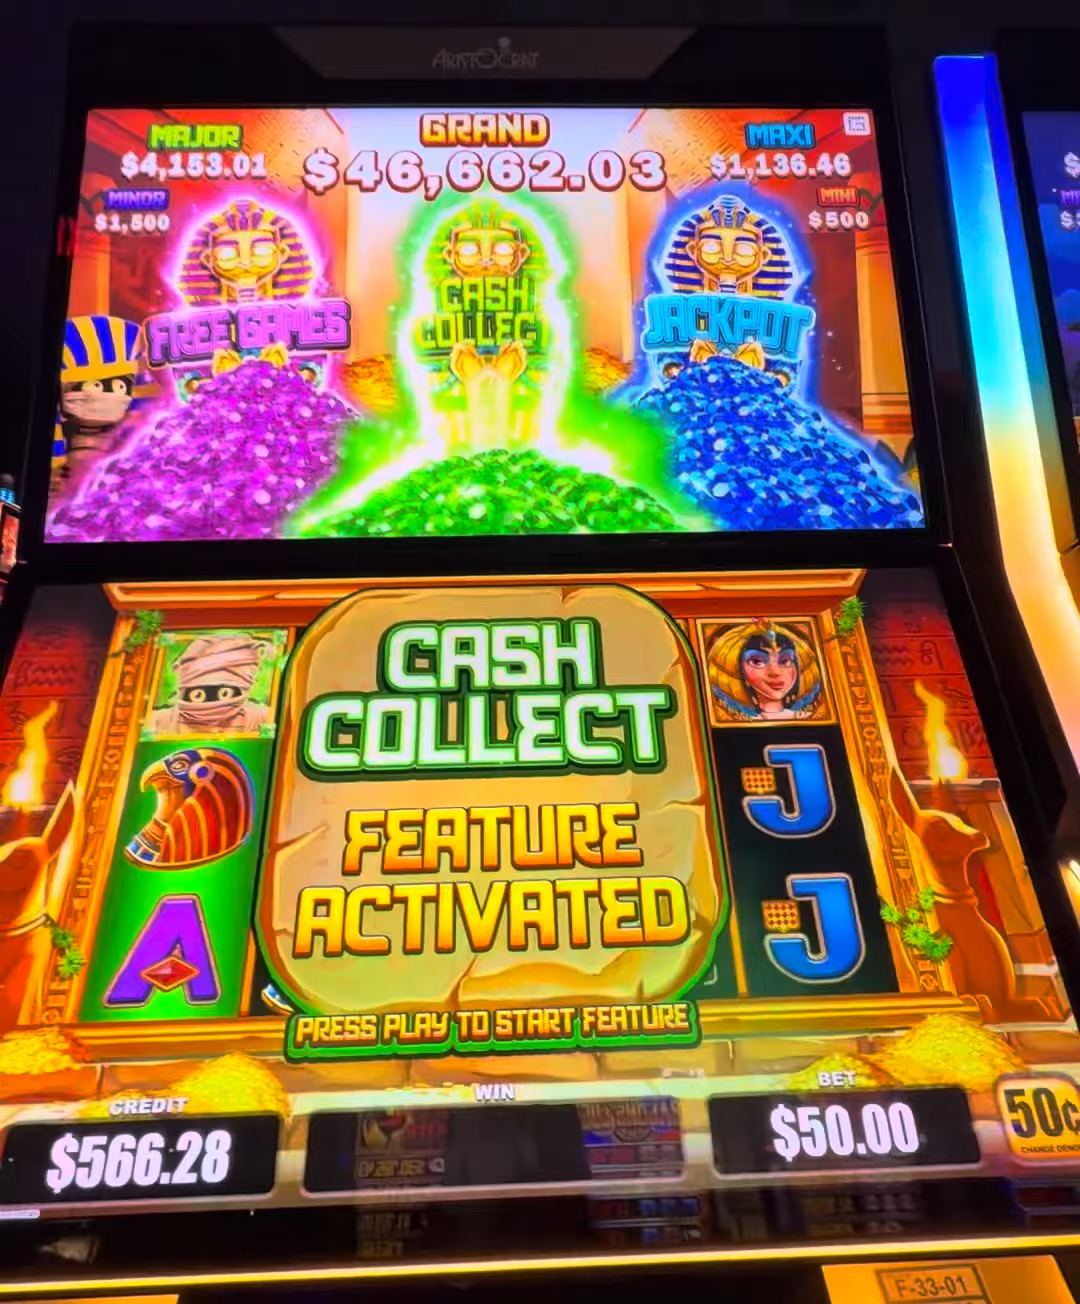 ARISTOCRAT
MAJOR
$4,153.01
GRAND
$46,662.03
MAXI
$1,136.46
MINOR
$1,500
MINI
$500
FREE GAMES
CASH
COLLECT
JACKPOT
CASH
COLLECT
FEATURE
ACTIVATED
A
J
J
PRESS PLAY TO START FEATURE
CREDIT
$566.28
WIN
BET
$50.00
50¢
CHANGE DENO
F-33-01